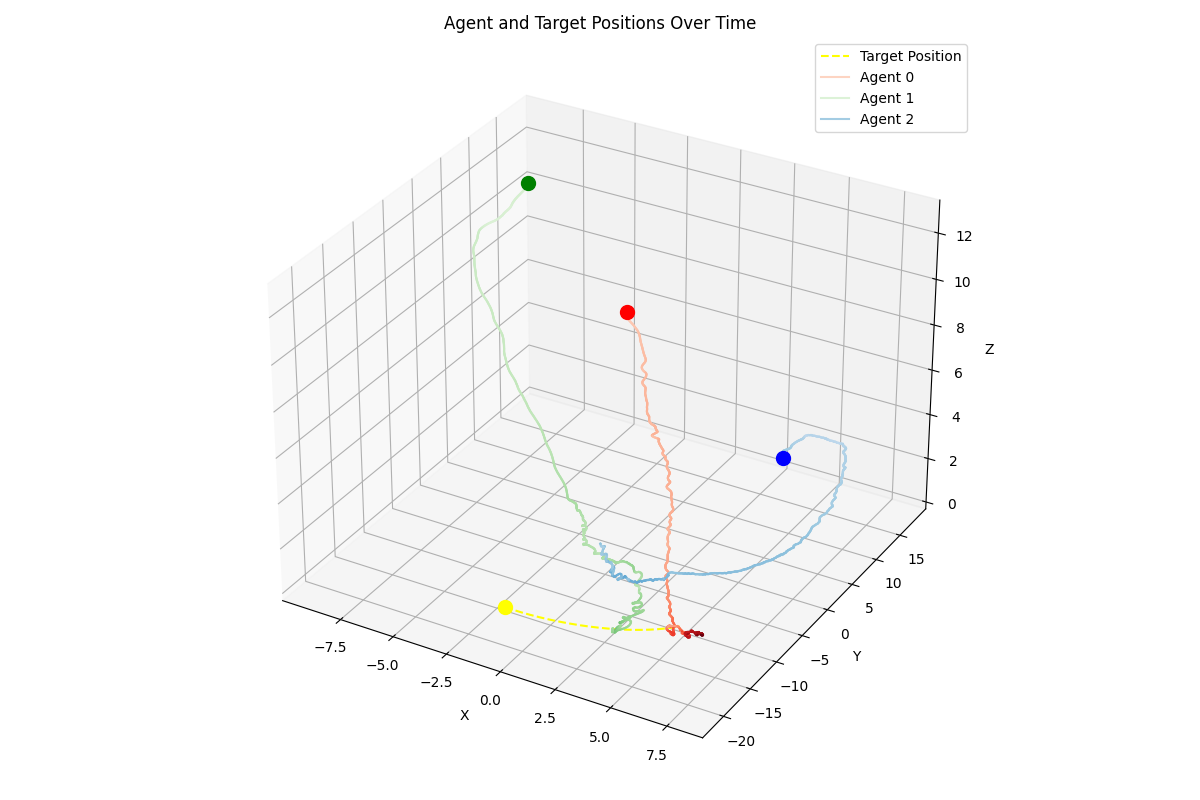 Agent and Target Positions Over Time
Target Position
Agent 0
Agent 1
Agent 2
12
10
8
Z
6
4
2
0
15
10
5
0
−5
−10
−15
−20
Y
−7.5
−5.0
−2.5
0.0
2.5
5.0
7.5
X